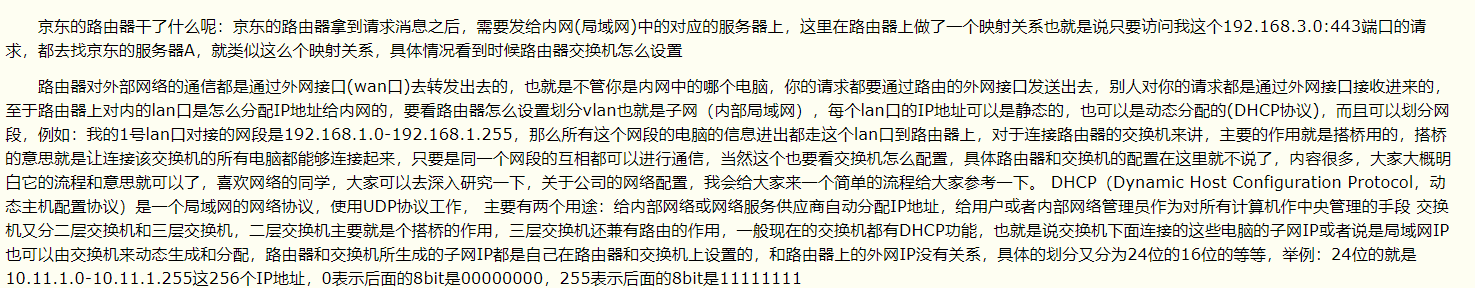 京东的路由器干了什么呢：京东的路由器拿到请求消息之后，需要发给内网(局域网)中的对应的服务器上，这里在路由器上做了一个映射关系也就是说只要访问我这个192.168.3.0:443端口的请
求，都去找京东的服务器A，就类似这么个映射关系，具体情况看到时候路由器交换机怎么设置
路由器对外部网络的通信都是通过外网接口(wan口)去转发出去的，也就是不管你是内网中的哪个电脑，你的请求都要通过路由的外网接口发送出去，别人对你的请求都是通过外网接口接收进来的，
至于路由器上对内的lan口是怎么分配IP地址给内网的，要看路由器怎么设置划分vlan也就是子网（内部局域网），每个lan口的IP地址可以是静态的，也可以是动态分配的(DHCP协议)，而且可以划分网
段，例如：我的1号lan口对接的网段是192.168.1.0-192.168.1.255，那么所有这个网段的电脑的信息进出都走这个lan口到路由器上，对于连接路由器的交换机来讲，主要的作用就是搭桥用的，搭桥
的意思就是让连接该交换机的所有电脑都能够连接起来，只要是同一个网段的互相都可以进行通信，当然这个也要看交换机怎么配置，具体路由器和交换机的配置在这里就不说了，内容很多，大家大概明
白它的流程和意思就可以了，喜欢网络的同学，大家可以去深入研究一下，关于公司的网络配置，我会给大家来一个简单的流程给大家参考一下。 DHCP（Dynamic Host Configuration Protocol，动
态主机配置协议）是一个局域网的网络协议，使用UDP协议工作， 主要有两个用途：给内部网络或网络服务供应商自动分配IP地址，给用户或者内部网络管理员作为对所有计算机作中央管理的手段 交换
机又分二层交换机和三层交换机，二层交换机主要就是个搭桥的作用，三层交换机还兼有路由的作用，一般现在的交换机都有DHCP功能，也就是说交换机下面连接的这些电脑的子网IP或者说是局域网IP
也可以由交换机来动态生成和分配，路由器和交换机所生成的子网IP都是自己在路由器和交换机上设置的，和路由器上的外网IP没有关系，具体的划分又分为24位的16位的等等，举例：24位的就是
10.11.1.0-10.11.1.255这256个IP地址，0表示后面的8bit是00000000，255表示后面的8bit是11111111